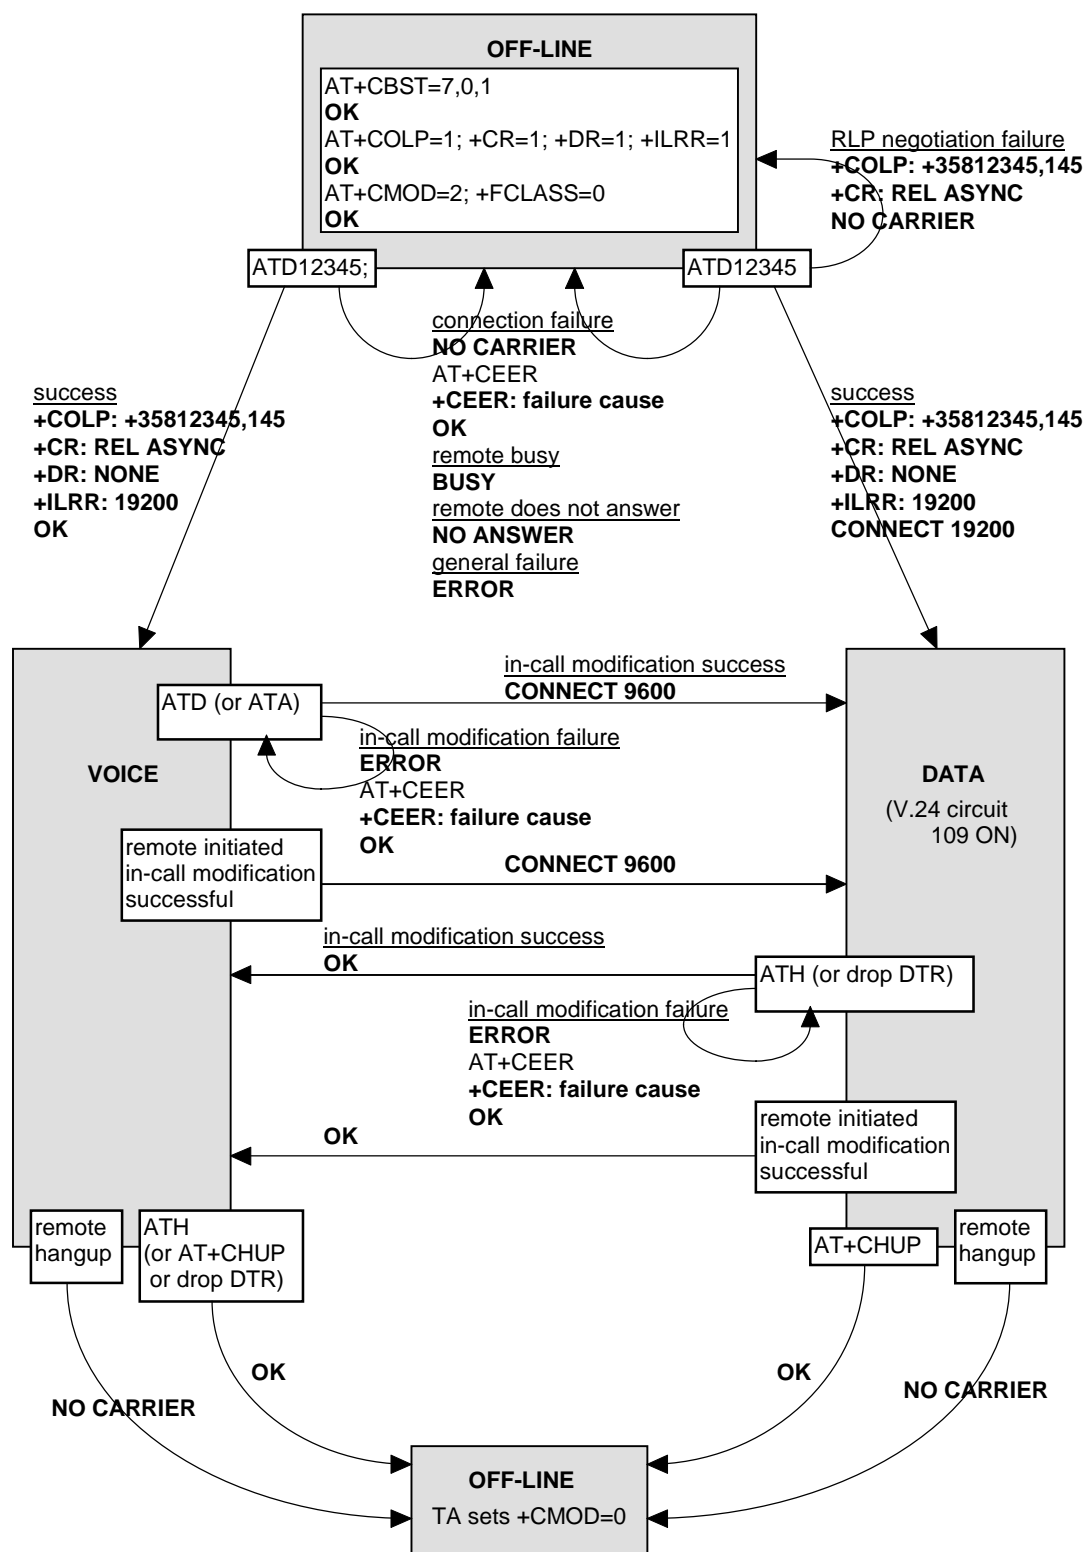 OFF-LINE
AT+CBST=7,0,1
OK
AT+COLP=1; +CR=1; +DR=1; +ILRR=1
OK
AT+CMOD=2; +FCLASS=0
OK
RLP negotiation failure
+COLP: +35812345,145
+CR: REL ASYNC
NO CARRIER
ATD12345;
ATD12345
connection failure
NO CARRIER
AT+CEER
+CEER: failure cause
OK
remote busy
BUSY
remote does not answer
NO ANSWER
general failure
ERROR
success
+COLP: +35812345,145
+CR: REL ASYNC
+DR: NONE
+ILRR: 19200
OK
success
+COLP: +35812345,145
+CR: REL ASYNC
+DR: NONE
+ILRR: 19200
CONNECT 19200
VOICE
ATD (or ATA)
in-call modification success
CONNECT 9600
in-call modification failure
ERROR
AT+CEER
+CEER: failure cause
OK
DATA
(V.24 circuit
109 ON)
remote initiated
in-call modification
successful
CONNECT 9600
in-call modification success
OK
ATH (or drop DTR)
in-call modification failure
ERROR
AT+CEER
+CEER: failure cause
OK
remote initiated
in-call modification
successful
OK
remote
hangup
ATH
(or AT+CHUP
or drop DTR)
AT+CHUP
remote
hangup
NO CARRIER
OK
OK
NO CARRIER
OFF-LINE
TA sets +CMOD=0